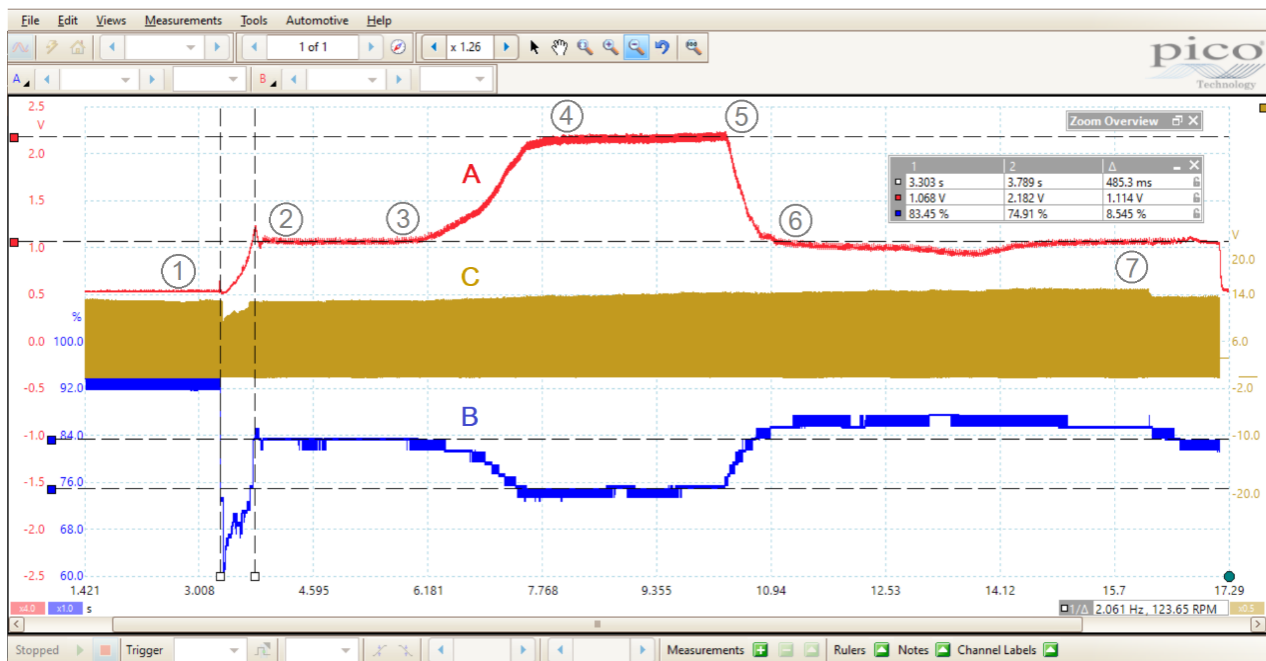 File Edit Views Measurements Tools Automotive Help
1 of 1 x 1.26
pico
Technology
A B
2.5
V
4 5
Zoom Overview
2.0
A
1 2 Δ
3.303 s 3.789 s 485.3 ms
1.068 V 2.182 V 1.114 V
83.45 % 74.91 % 8.545 %
1.5
2 3 6
1.0
V
1 C 7
20.0
0.5 14.0
%
0.0 100.0 6.0
-0.5 92.0 -2.0
B
-1.0 84.0 -10.0
-1.5 76.0 -20.0
-2.0 68.0
-2.5 60.0
1.421 3.008 4.595 6.181 7.768 9.355 10.94 12.53 14.12 15.7 17.29
x4.0 x1.0 s 1/Δ 2.061 Hz, 123.65 RPM x0.5
Stopped Trigger Measurements Rulers Notes Channel Labels